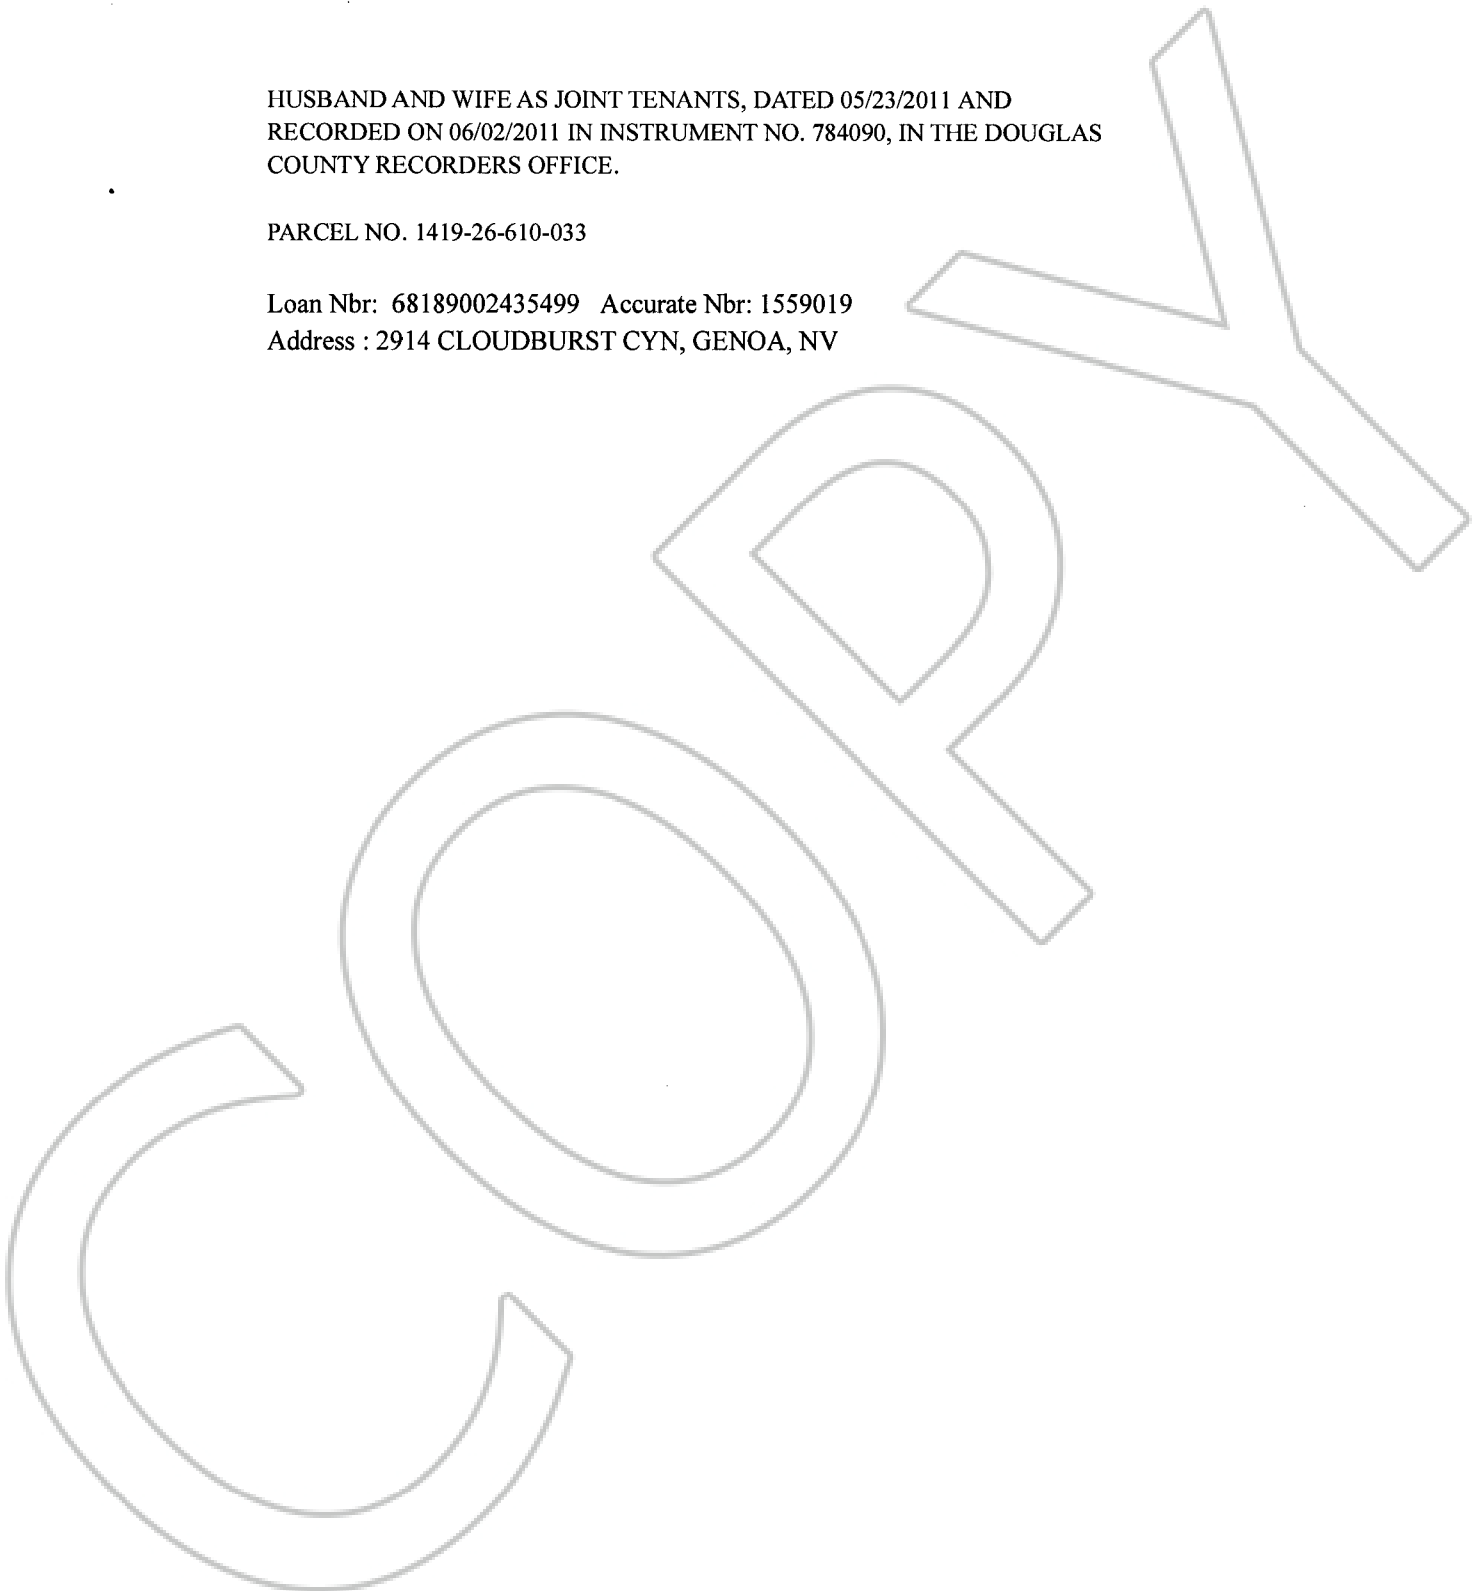 HUSBAND AND WIFE AS JOINT TENANTS, DATED 05/23/2011 AND
RECORDED ON 06/02/2011 IN INSTRUMENT NO. 784090, IN THE DOUGLAS
COUNTY RECORDERS OFFICE.
PARCEL NO. 1419-26-610-033
Loan Nbr: 68189002435499 Accurate Nbr: 1559019
Address : 2914 CLOUDBURST CYN, GENOA, NV
COPY